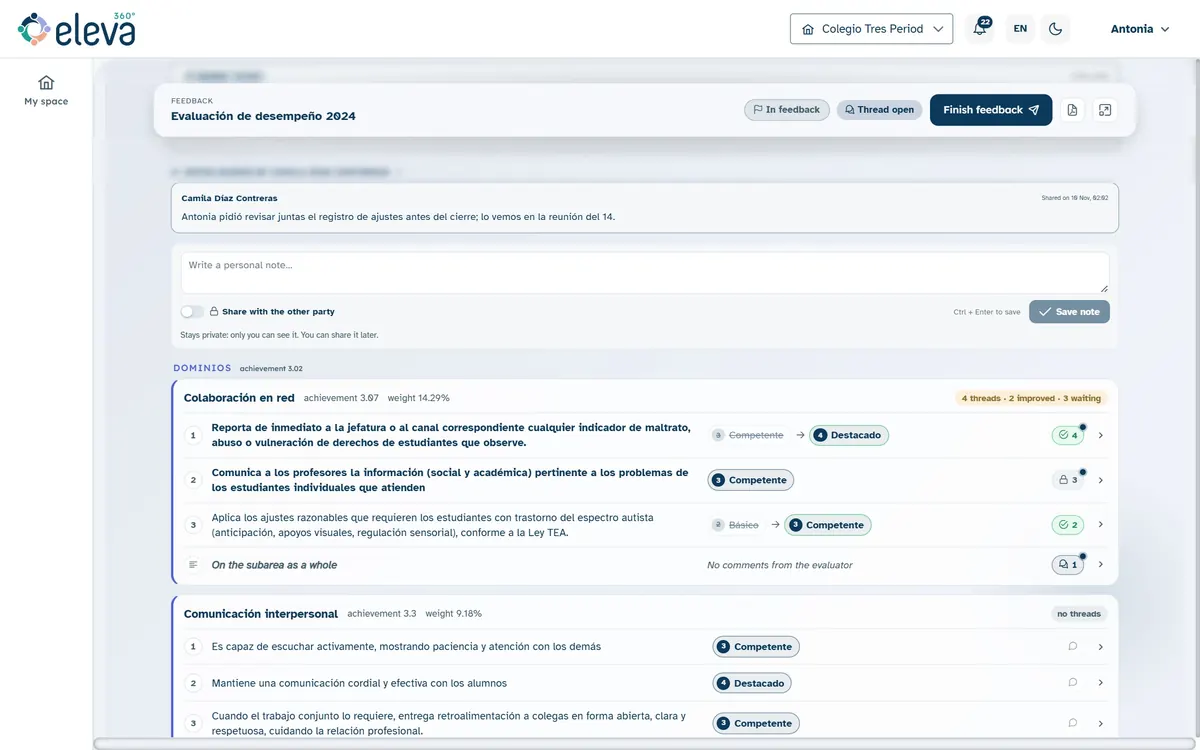 360°
eleva
Colegio Tres Period
22
EN
Antonia
My space
FEEDBACK
Evaluación de desempeño 2024
In feedback
Thread open
Finish feedback
Camila Díaz Contreras
Shared on 10 Nov, 02:02
Antonia pidió revisar juntas el registro de ajustes antes del cierre; lo vemos en la reunión del 14.
Write a personal note...
Share with the other party
Ctrl + Enter to save
Save note
Stays private: only you can see it. You can share it later.
DOMINIOS achievement 3.02
Colaboración en red achievement 3.07 weight 14.29%
4 threads · 2 improved · 3 waiting
1
Reporta de inmediato a la jefatura o al canal correspondiente cualquier indicador de maltrato,
abuso o vulneración de derechos de estudiantes que observe.
3 Competente → 4 Destacado
4
2
Comunica a los profesores la información (social y académica) pertinente a los problemas de
los estudiantes individuales que atienden
3 Competente
3
3
Aplica los ajustes razonables que requieren los estudiantes con trastorno del espectro autista
(anticipación, apoyos visuales, regulación sensorial), conforme a la Ley TEA.
2 Básico → 3 Competente
2
On the subarea as a whole
No comments from the evaluator
1
Comunicación interpersonal achievement 3.3 weight 9.18%
no threads
1 Es capaz de escuchar activamente, mostrando paciencia y atención con los demás
3 Competente
2 Mantiene una comunicación cordial y efectiva con los alumnos
4 Destacado
3
Cuando el trabajo conjunto lo requiere, entrega retroalimentación a colegas en forma abierta, clara y
respetuosa, cuidando la relación profesional.
3 Competente